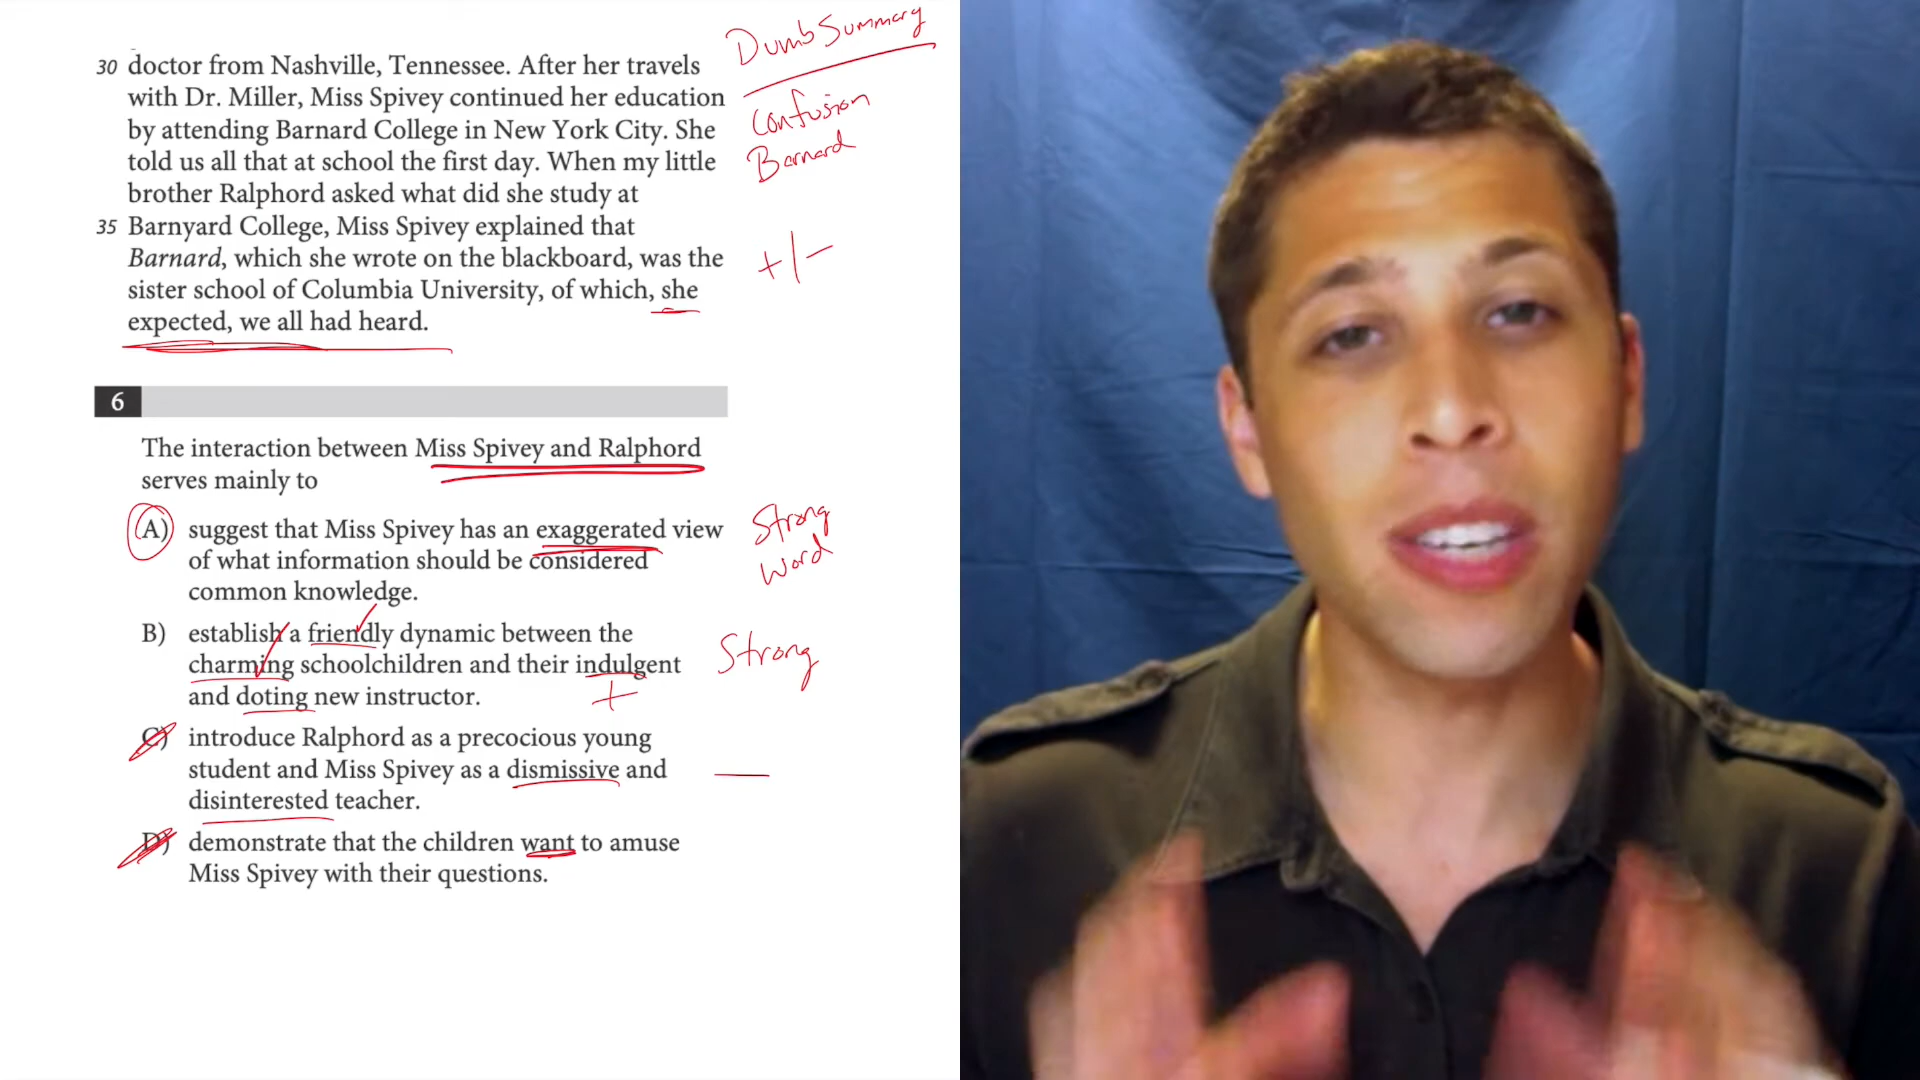 Dumb Summary
30 doctor from Nashville, Tennessee. After her travels
with Dr. Miller, Miss Spivey continued her education
by attending Barnard College in New York City. She
told us all that at school the first day. When my little
brother Ralphord asked what did she study at
35 Barnyard College, Miss Spivey explained that
Barnard, which she wrote on the blackboard, was the
sister school of Columbia University, of which, she
expected, we all had heard.
Confusion
Barnard
+/-
6
The interaction between Miss Spivey and Ralphord
serves mainly to
A) suggest that Miss Spivey has an exaggerated view
of what information should be considered
common knowledge.
Strong
Word
B) establish a friendly dynamic between the
charming schoolchildren and their indulgent
and doting new instructor.
Strong
+
C) introduce Ralphord as a precocious young
student and Miss Spivey as a dismissive and
disinterested teacher.
—
D) demonstrate that the children want to amuse
Miss Spivey with their questions.